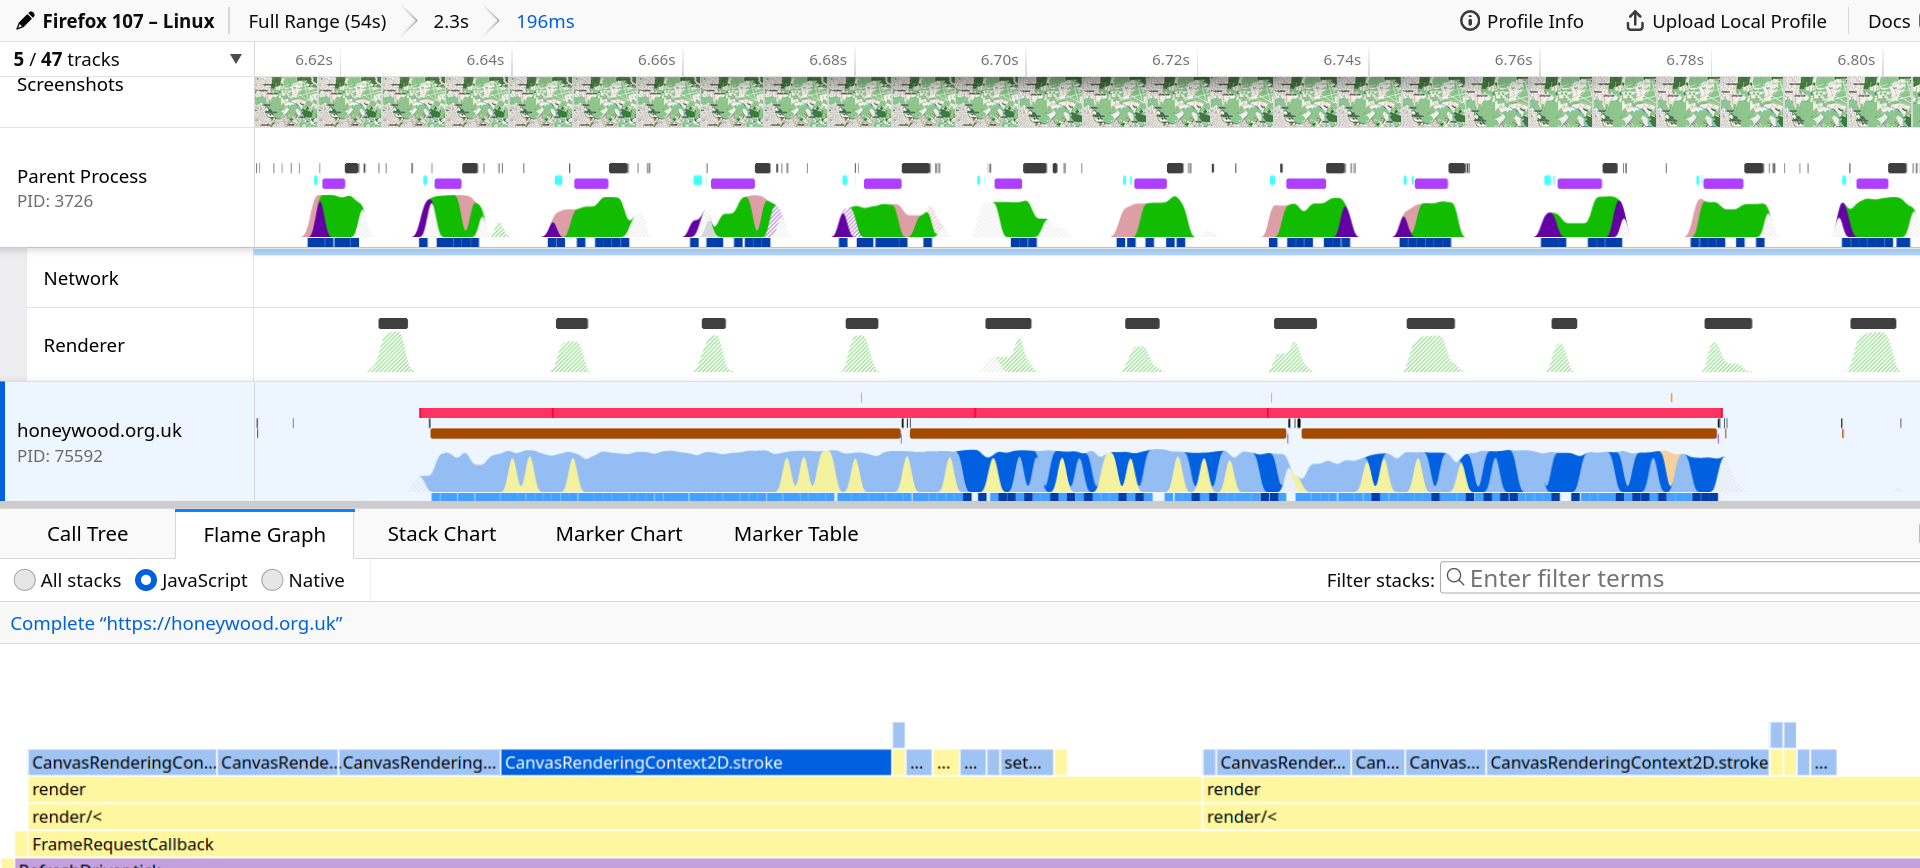 Firefox 107 – Linux Full Range (54s) 2.3s 196ms Profile Info Upload Local Profile Docs
5 / 47 tracks 6.62s 6.64s 6.66s 6.68s 6.70s 6.72s 6.74s 6.76s 6.78s 6.80s
Screenshots
Parent Process
PID: 3726
Network
Renderer
honeywood.org.uk
PID: 75592
Call Tree Flame Graph Stack Chart Marker Chart Marker Table
All stacks JavaScript Native Filter stacks: Enter filter terms
Complete “https://honeywood.org.uk”
CanvasRenderingCon... CanvasRende... CanvasRendering... CanvasRenderingContext2D.stroke ... ... ... set... CanvasRender... Can... Canvas... CanvasRenderingContext2D.stroke ...
render render
render/< render/<
FrameRequestCallback